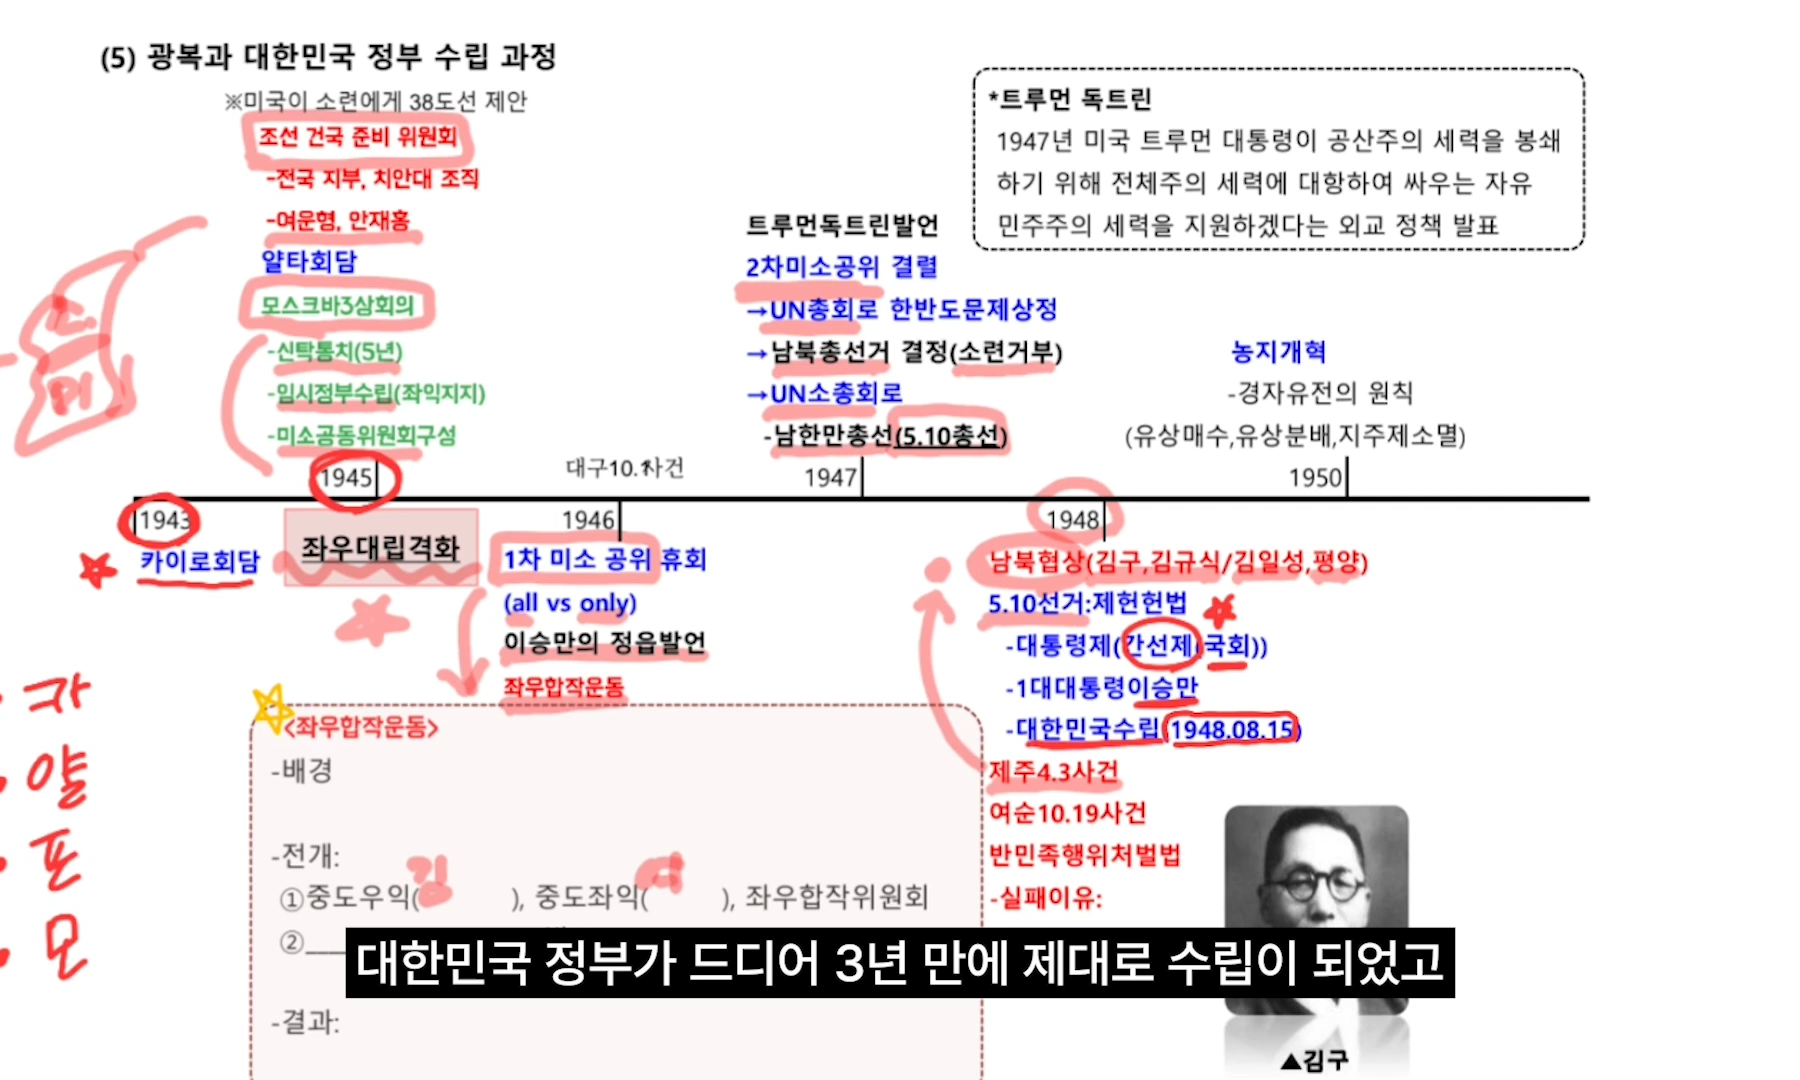 (5) 광복과 대한민국 정부 수립 과정
※미국이 소련에게 38도선 제안
조선 건국 준비 위원회
-전국 지부, 치안대 조직
-여운형, 안재홍
얄타회담
모스크바3상회의
-신탁통치(5년)
-임시정부수립(좌익지지)
-미소공동위원회구성
1945
*트루먼 독트린
1947년 미국 트루먼 대통령이 공산주의 세력을 봉쇄
하기 위해 전체주의 세력에 대항하여 싸우는 자유
민주주의 세력을 지원하겠다는 외교 정책 발표
트루먼독트린발언
2차미소공위 결렬
→UN총회로 한반도문제상정
→남북총선거 결정(소련거부)
→UN소총회로
-남한만총선(5.10총선)
1947
농지개혁
-경자유전의 원칙
(유상매수,유상분배,지주제소멸)
1950
대구10.1사건
소
미
1943
카이로회담
좌우대립격화
1946
1차 미소 공위 휴회
(all vs only)
이승만의 정읍발언
좌우합작운동
1948
남북협상(김구,김규식/김일성,평양)
5.10선거:제헌헌법
-대통령제(간선제(국회))
-1대대통령이승만
-대한민국수립(1948.08.15)
제주4.3사건
여순10.19사건
반민족행위처벌법
-실패이유:
카
얄
포
모
<좌우합작운동>
-배경
-전개:
①중도우익(김 ), 중도좌익(여 ), 좌우합작위원회
②
-결과:
대한민국 정부가 드디어 3년 만에 제대로 수립이 되었고
▲김구